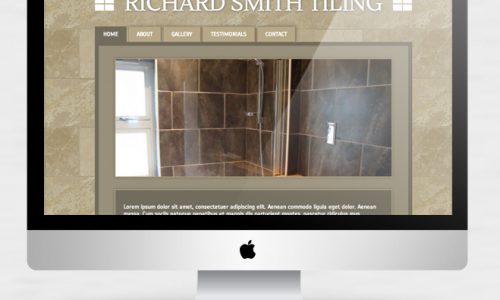 RICHARD SMITH TILING
HOME ABOUT GALLERY TESTIMONIALS CONTACT
Lorem ipsum dolor sit amet, consectetuer adipiscing elit. Aenean commodo ligula eget dolor. Aenean
massa. Cum sociis natoque penatibus et magnis dis parturient montes, nascetur ridiculus mus.